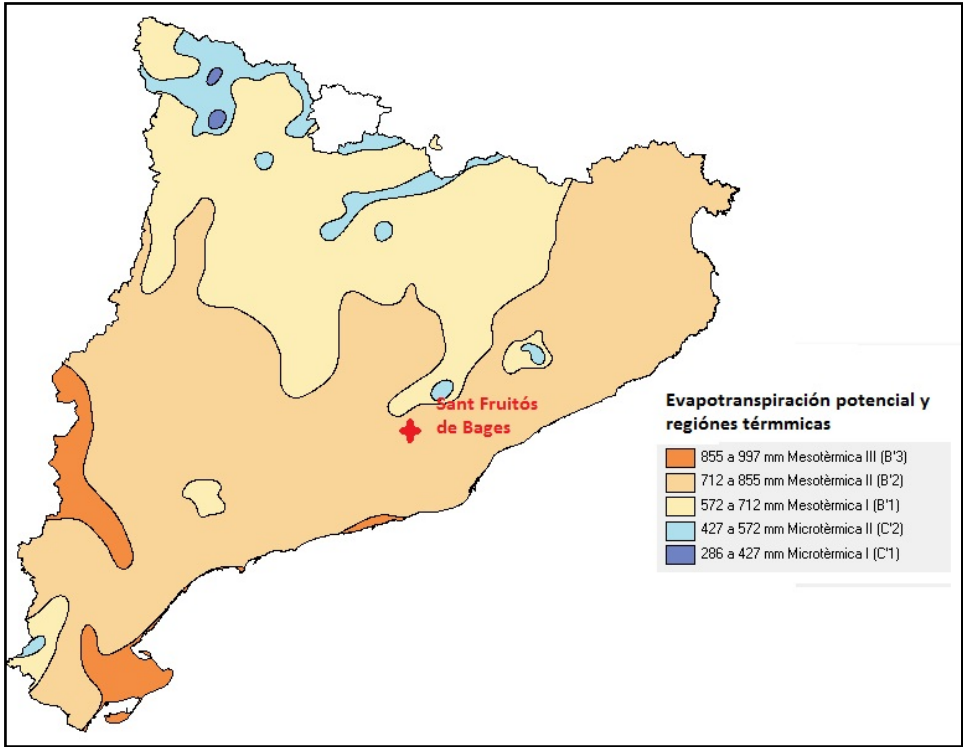 Sant Fruitós
de Bages
Evapotranspiración potencial y
regiónes térmmicas
855 a 997 mm Mesotèrmica III (B'3)
712 a 855 mm Mesotèrmica II (B'2)
572 a 712 mm Mesotèrmica I (B'1)
427 a 572 mm Microtèrmica II (C'2)
286 a 427 mm Microtèrmica I (C'1)